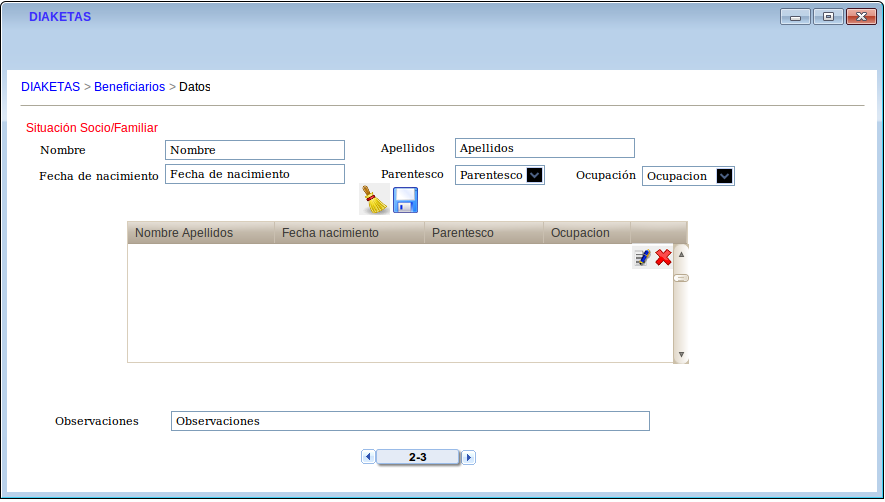 DIAKETAS
DIAKETAS > Beneficiarios > Datos
Situación Socio/Familiar
Nombre Nombre Apellidos Apellidos
Fecha de nacimiento Fecha de nacimiento Parentesco Parentesco Ocupación Ocupacion
Nombre Apellidos Fecha nacimiento Parentesco Ocupacion
Observaciones Observaciones
2-3